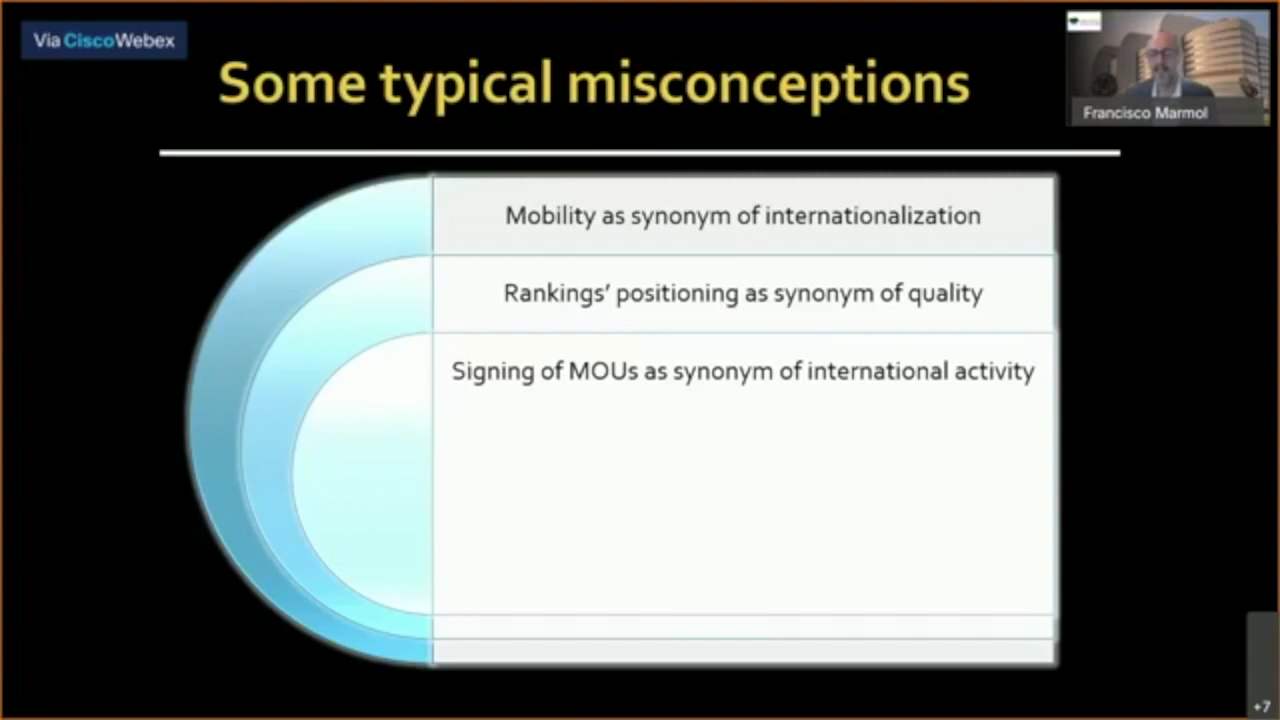 Via CiscoWebex
Some typical misconceptions
Francisco Marmol
Mobility as synonym of internationalization
Rankings’ positioning as synonym of quality
Signing of MOUs as synonym of international activity
+7